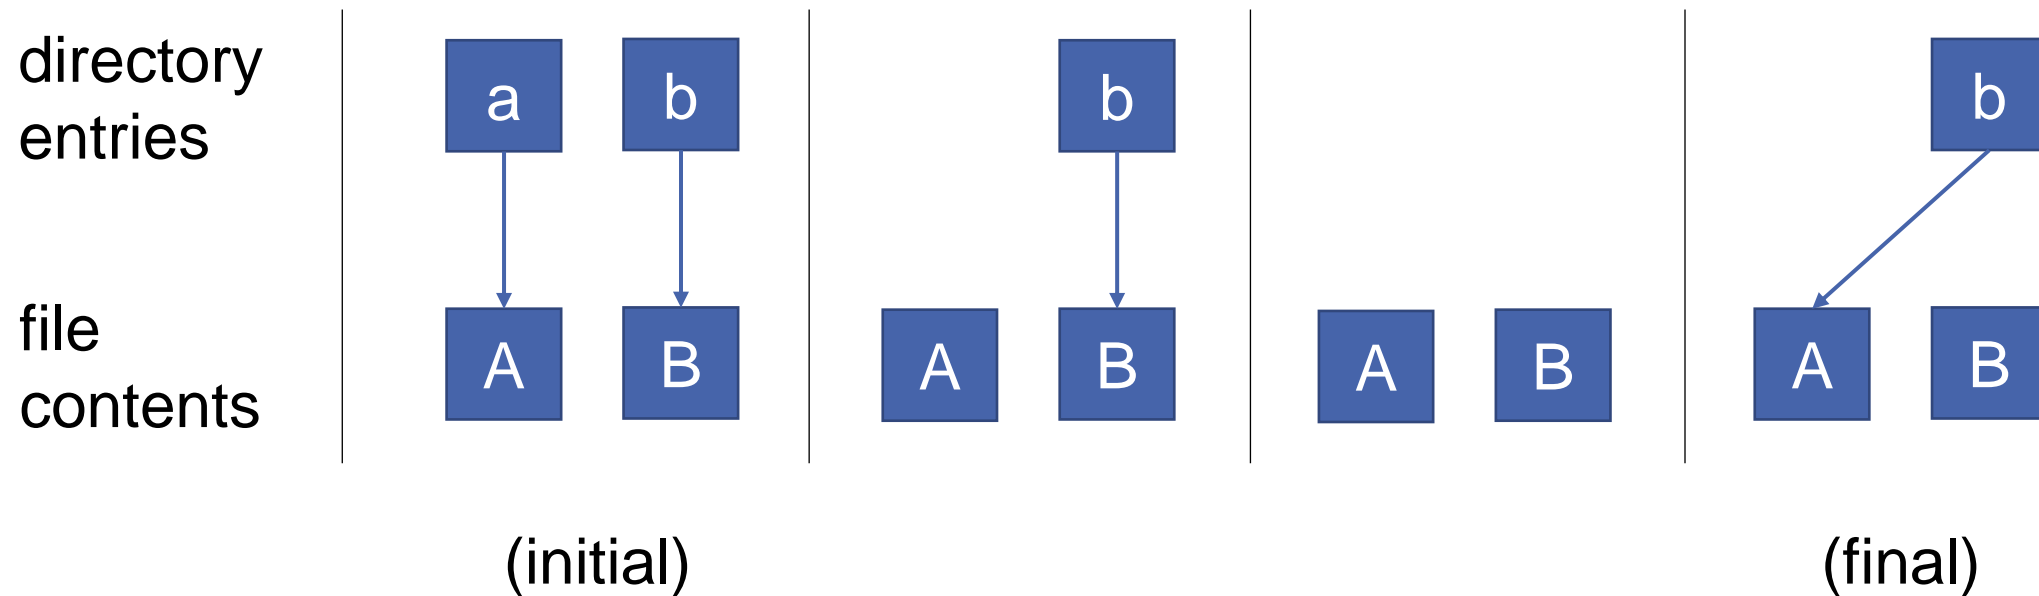 directory
entries
a b b b
file
contents
A B A B A B A B
(initial) (final)